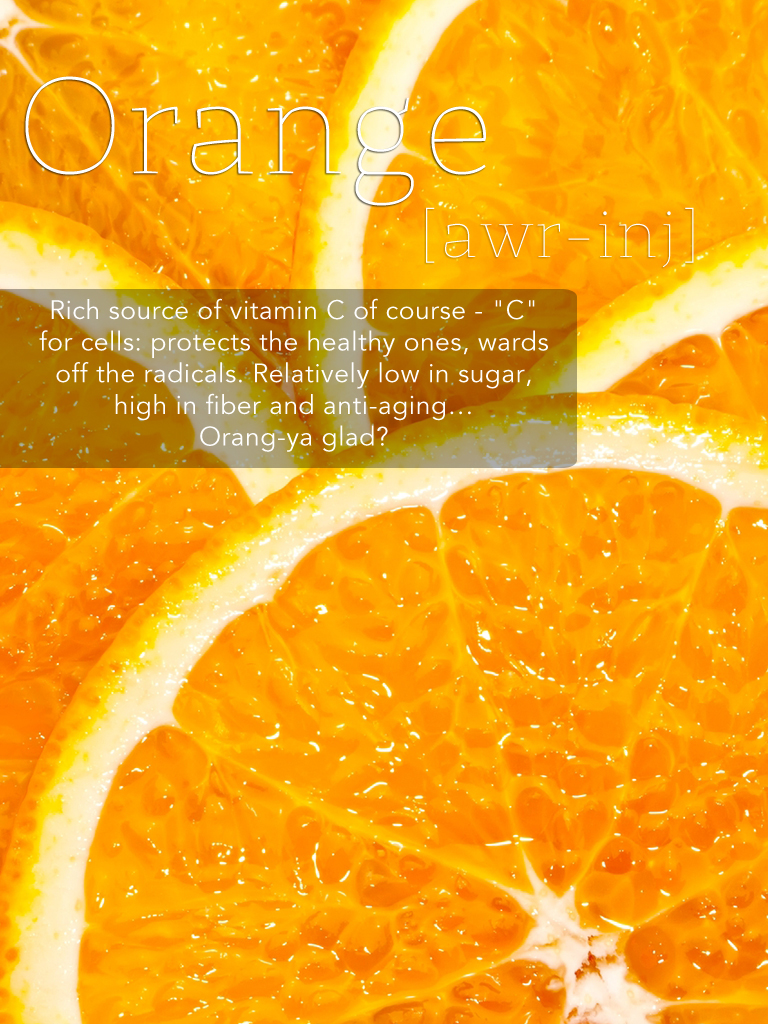 Orange
[awr-inj]
Rich source of vitamin C of course - "C"
for cells: protects the healthy ones, wards
off the radicals. Relatively low in sugar,
high in fiber and anti-aging...
Orang-ya glad?